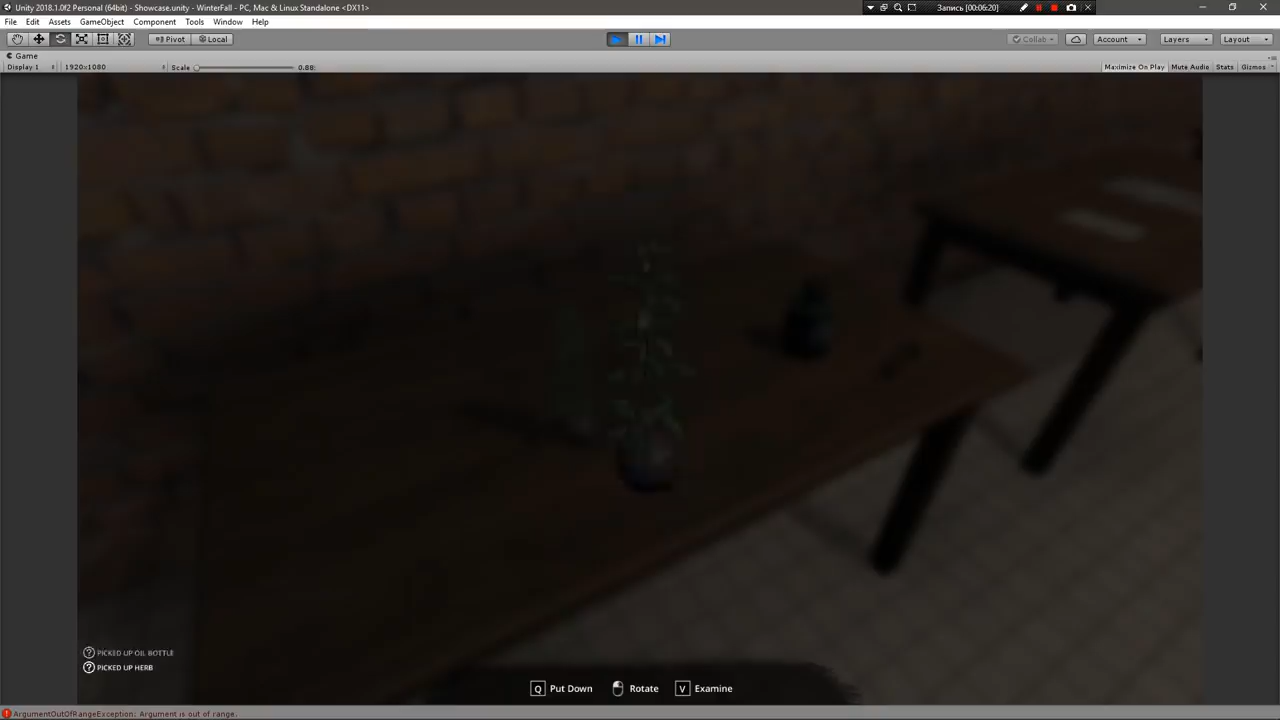 Unity 2018.1.0f2 Personal (64bit) - Showcase.unity - WinterFall - PC, Mac & Linux Standalone <DX11>
Запись [00:06:20]
File Edit Assets GameObject Component Tools Window Help
Pivot Local Collab Account Layers Layout
Game
Display 1 1920x1080 Scale 0.88: Maximize On Play Mute Audio Stats Gizmos
PICKED UP OIL BOTTLE
PICKED UP HERB
Q Put Down Rotate V Examine
ArgumentOutOfRangeException: Argument is out of range.